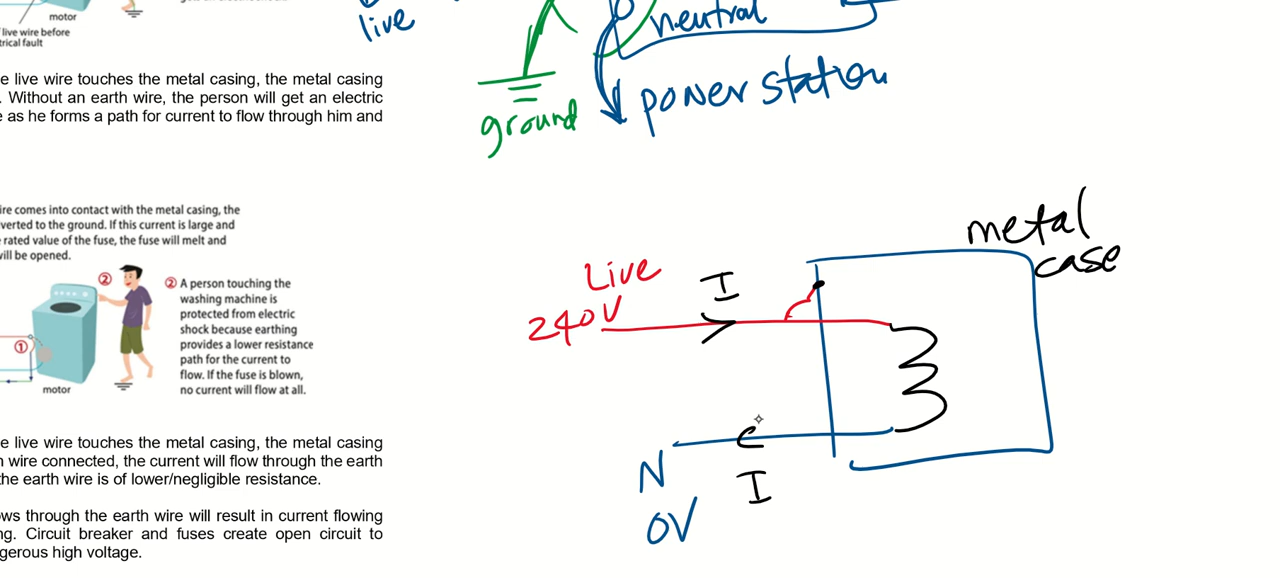 motor
live wire before
trical fault
live
neutral
ground
power station
e live wire touches the metal casing, the metal casing
. Without an earth wire, the person will get an electric
e as he forms a path for current to flow through him and
ire comes into contact with the metal casing, the
verted to the ground. If this current is large and
rated value of the fuse, the fuse will melt and
will be opened.
②
② A person touching the
washing machine is
protected from electric
shock because earthing
provides a lower resistance
path for the current to
flow. If the fuse is blown,
no current will flow at all.
①
motor
e live wire touches the metal casing, the metal casing
h wire connected, the current will flow through the earth
the earth wire is of lower/negligible resistance.
ws through the earth wire will result in current flowing
ng. Circuit breaker and fuses create open circuit to
gerous high voltage.
metal
case
Live
240V
I
N
I
0V